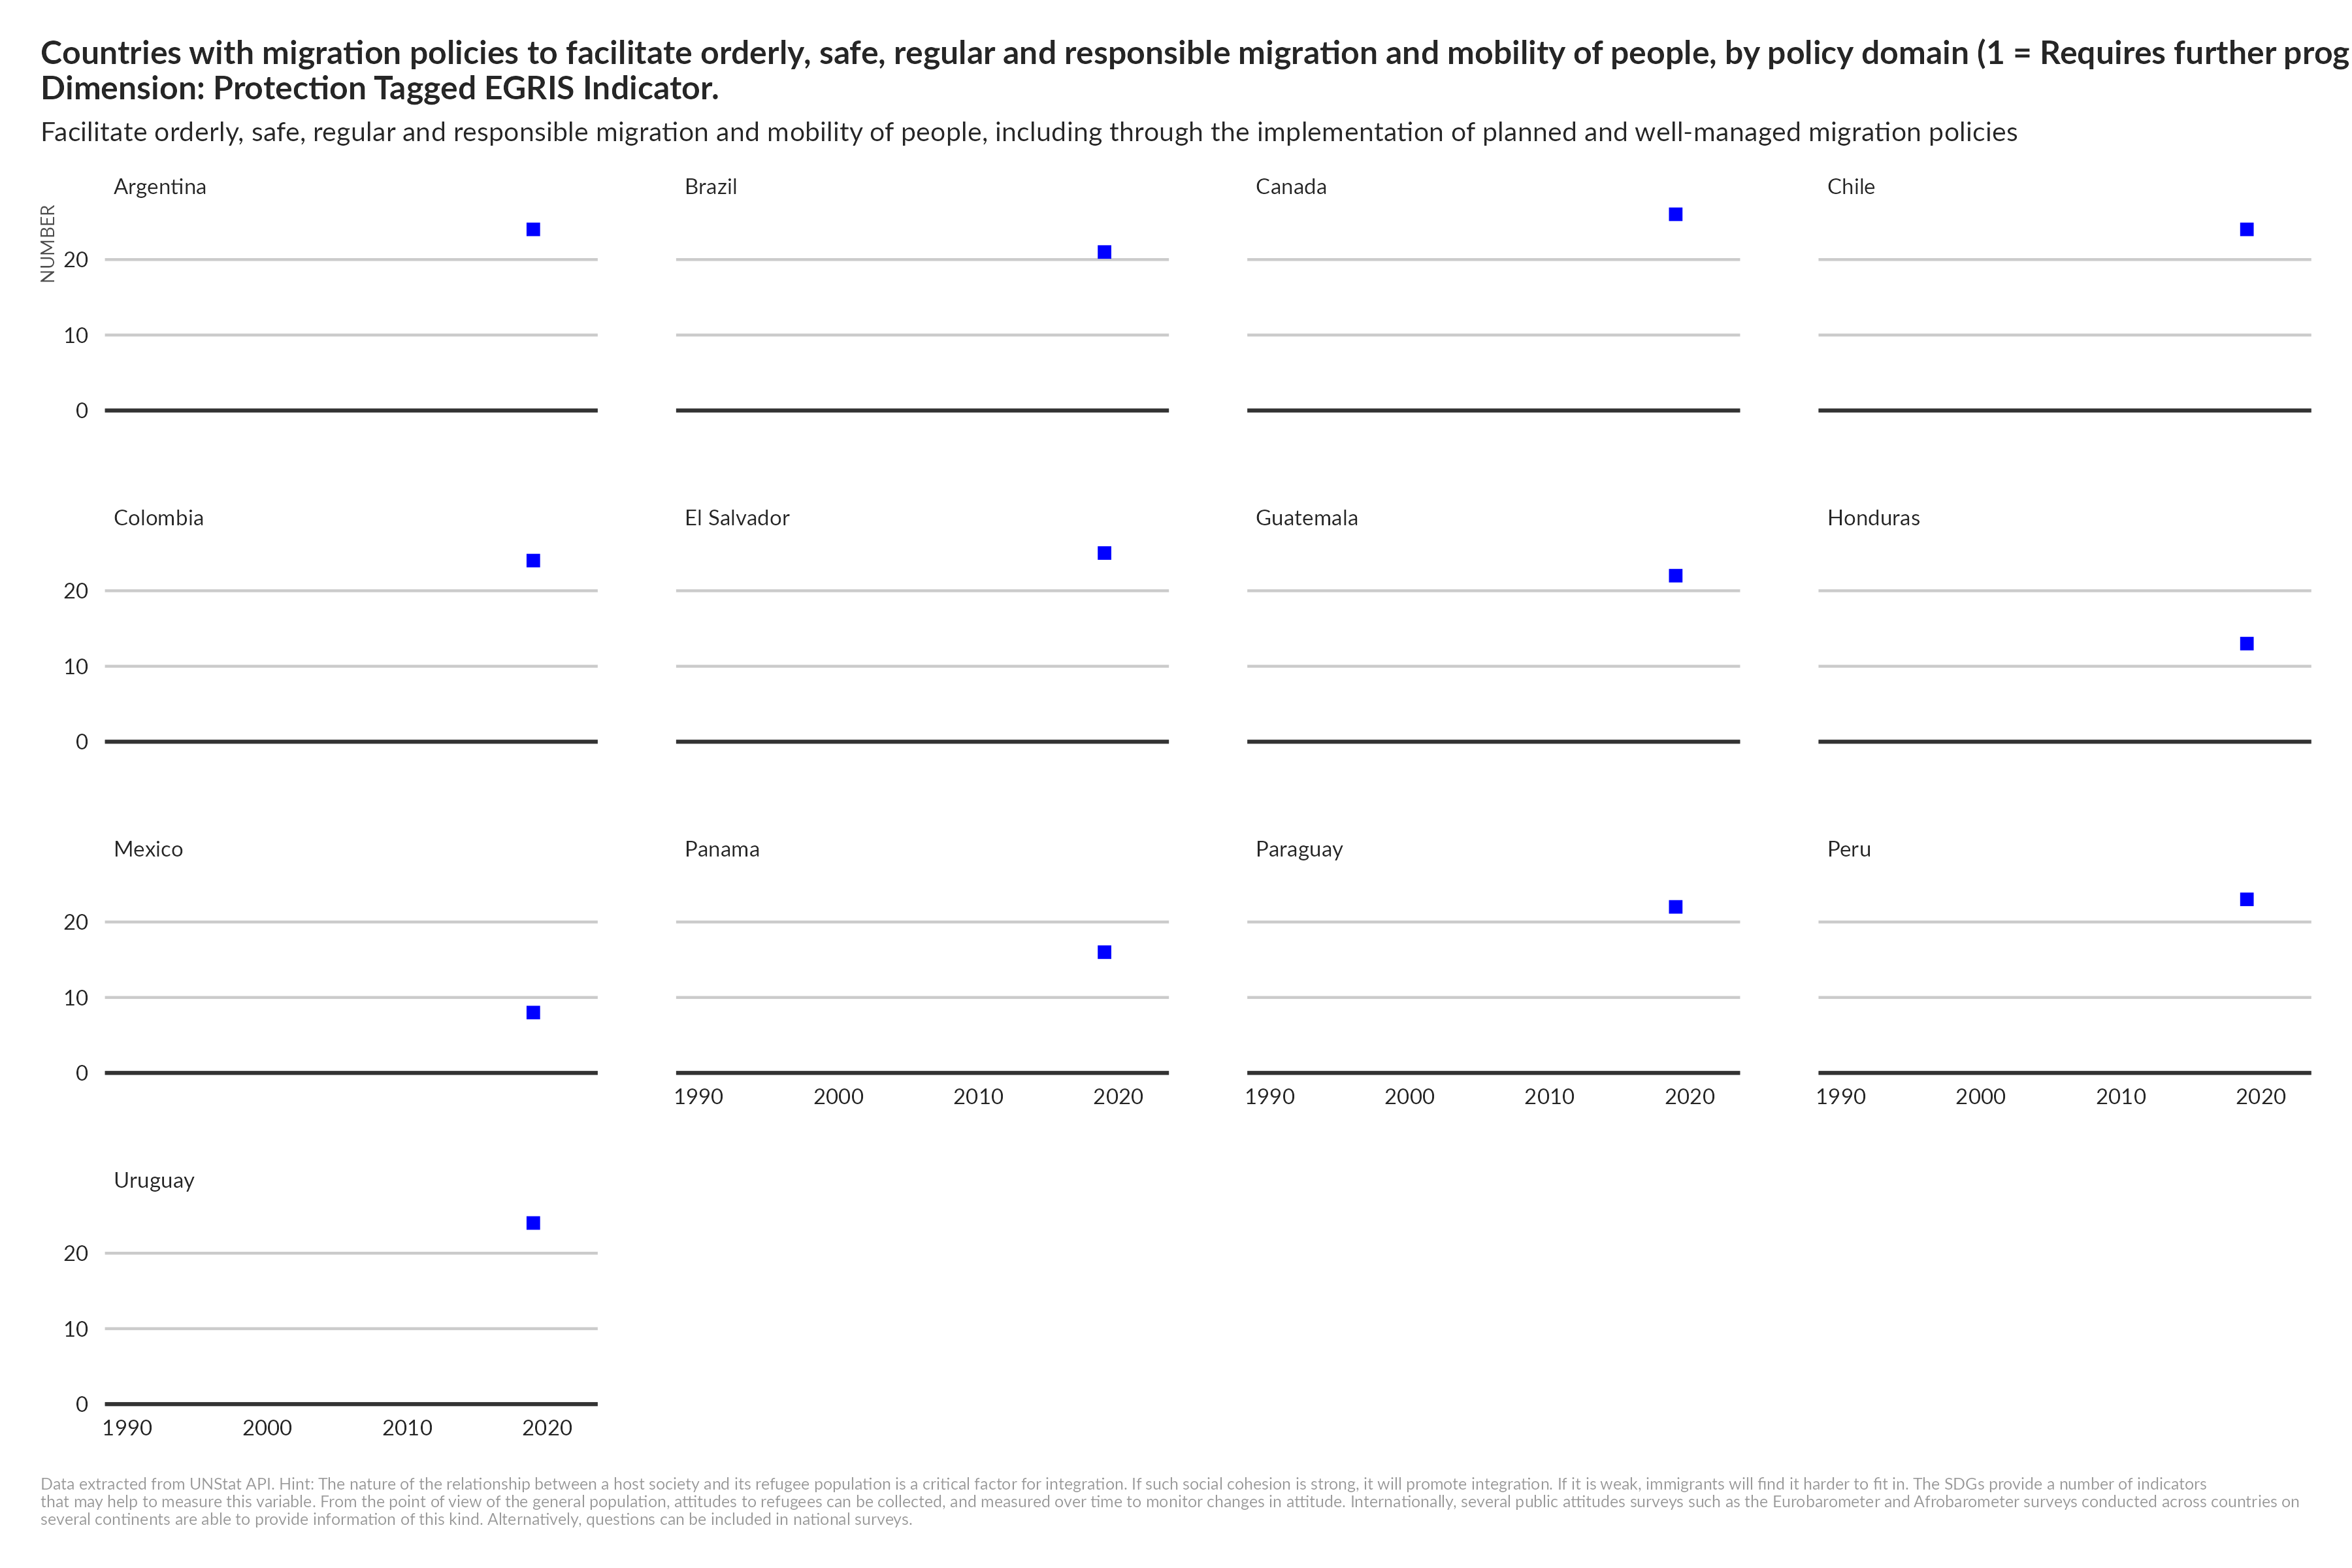 Countries with migration policies to facilitate orderly, safe, regular and responsible migration and mobility of people, by policy domain (1 = Requires further prog
Dimension: Protection Tagged EGRIS Indicator.
Facilitate orderly, safe, regular and responsible migration and mobility of people, including through the implementation of planned and well-managed migration policies
Argentina Brazil Canada Chile
NUMBER
20
10
0
Colombia El Salvador Guatemala Honduras
20
10
0
Mexico Panama Paraguay Peru
20
10
0
1990 2000 2010 2020 1990 2000 2010 2020 1990 2000 2010 2020
Uruguay
20
10
0
1990 2000 2010 2020
Data extracted from UNStat API. Hint: The nature of the relationship between a host society and its refugee population is a critical factor for integration. If such social cohesion is strong, it will promote integration. If it is weak, immigrants will find it harder to fit in. The SDGs provide a number of indicators
that may help to measure this variable. From the point of view of the general population, attitudes to refugees can be collected, and measured over time to monitor changes in attitude. Internationally, several public attitudes surveys such as the Eurobarometer and Afrobarometer surveys conducted across countries on
several continents are able to provide information of this kind. Alternatively, questions can be included in national surveys.